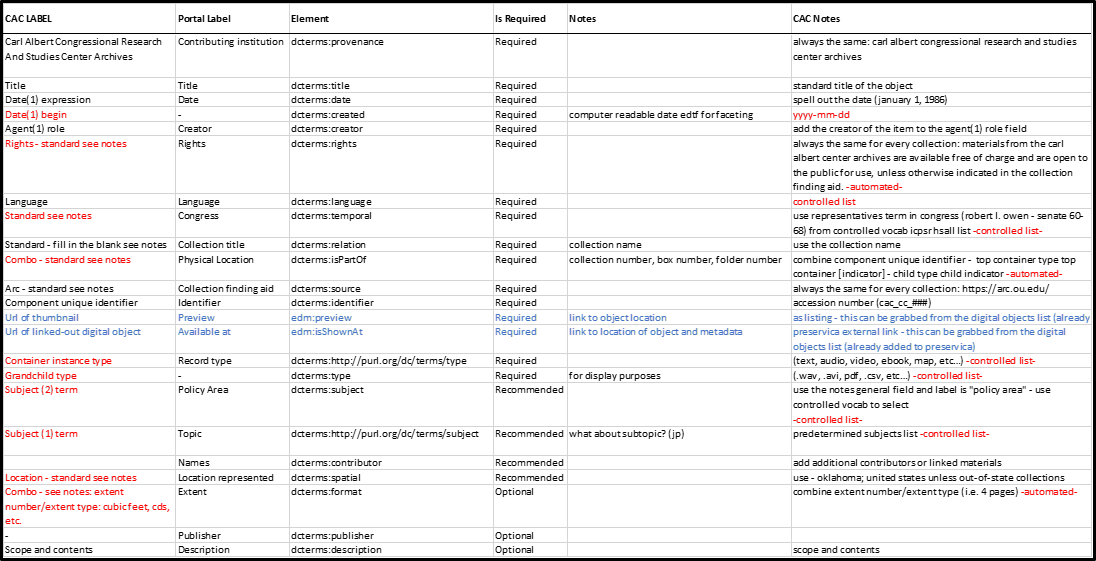 CAC LABEL Portal Label Element Is Required Notes CAC Notes
Carl Albert Congressional Research Contributing institution dcterms:provenance Required always the same: carl albert congressional research and studies
And Studies Center Archives center archives
Title Title dcterms:title Required standard title of the object
Date(1) expression Date dcterms:date Required spell out the date (january 1, 1986)
Date(1) begin - dcterms:created Required computer readable date edtf for faceting yyyy-mm-dd
Agent(1) role Creator dcterms:creator Required add the creator of the item to the agent(1) role field
Rights - standard see notes Rights dcterms:rights Required always the same for every collection: materials from the carl
albert center archives are available free of charge and are open to
the public for use, unless otherwise indicated in the collection
finding aid. -automated-
Language Language dcterms:language Required controlled list
Standard see notes Congress dcterms:temporal Required use representatives term in congress (robert l. owen - senate 60-
68) from controlled vocab icpsr hsall list -controlled list-
Standard - fill in the blank see notes Collection title dcterms:relation Required collection name use the collection name
Combo - standard see notes Physical Location dcterms:isPartOf Required collection number, box number, folder number combine component unique identifier - top container type top
container [indicator] - child type child indicator -automated-
Arc - standard see notes Collection finding aid dcterms:source Required always the same for every collection: https://arc.ou.edu/
Component unique identifier Identifier dcterms:identifier Required accession number (cac_cc_###)
Url of thumbnail Preview edm:preview Required link to object location as listing - this can be grabbed from the digital objects list (already
Url of linked-out digital object Available at edm:isShownAt Required link to location of object and metadata preservica external link - this can be grabbed from the digital
objects list (already added to preservica)
Container instance type Record type dcterms:http://purl.org/dc/terms/type Required (text, audio, video, ebook, map, etc...) -controlled list-
Grandchild type - dcterms:type Required for display purposes (.wav, .avi, pdf, .csv, etc...) -controlled list-
Subject (2) term Policy Area dcterms:subject Recommended use the notes general field and label is "policy area" - use
controlled vocab to select
-controlled list-
Subject (1) term Topic dcterms:http://purl.org/dc/terms/subject Recommended what about subtopic? (jp) predetermined subjects list -controlled list-
Names dcterms:contributor Recommended add additional contributors or linked materials
Location - standard see notes Location represented dcterms:spatial Recommended use - oklahoma; united states unless out-of-state collections
Combo - see notes: extent Extent dcterms:format Optional combine extent number/extent type (i.e. 4 pages) -automated-
number/extent type: cubic feet, cds,
etc.
- Publisher dcterms:publisher Optional
Scope and contents Description dcterms:description Optional scope and contents